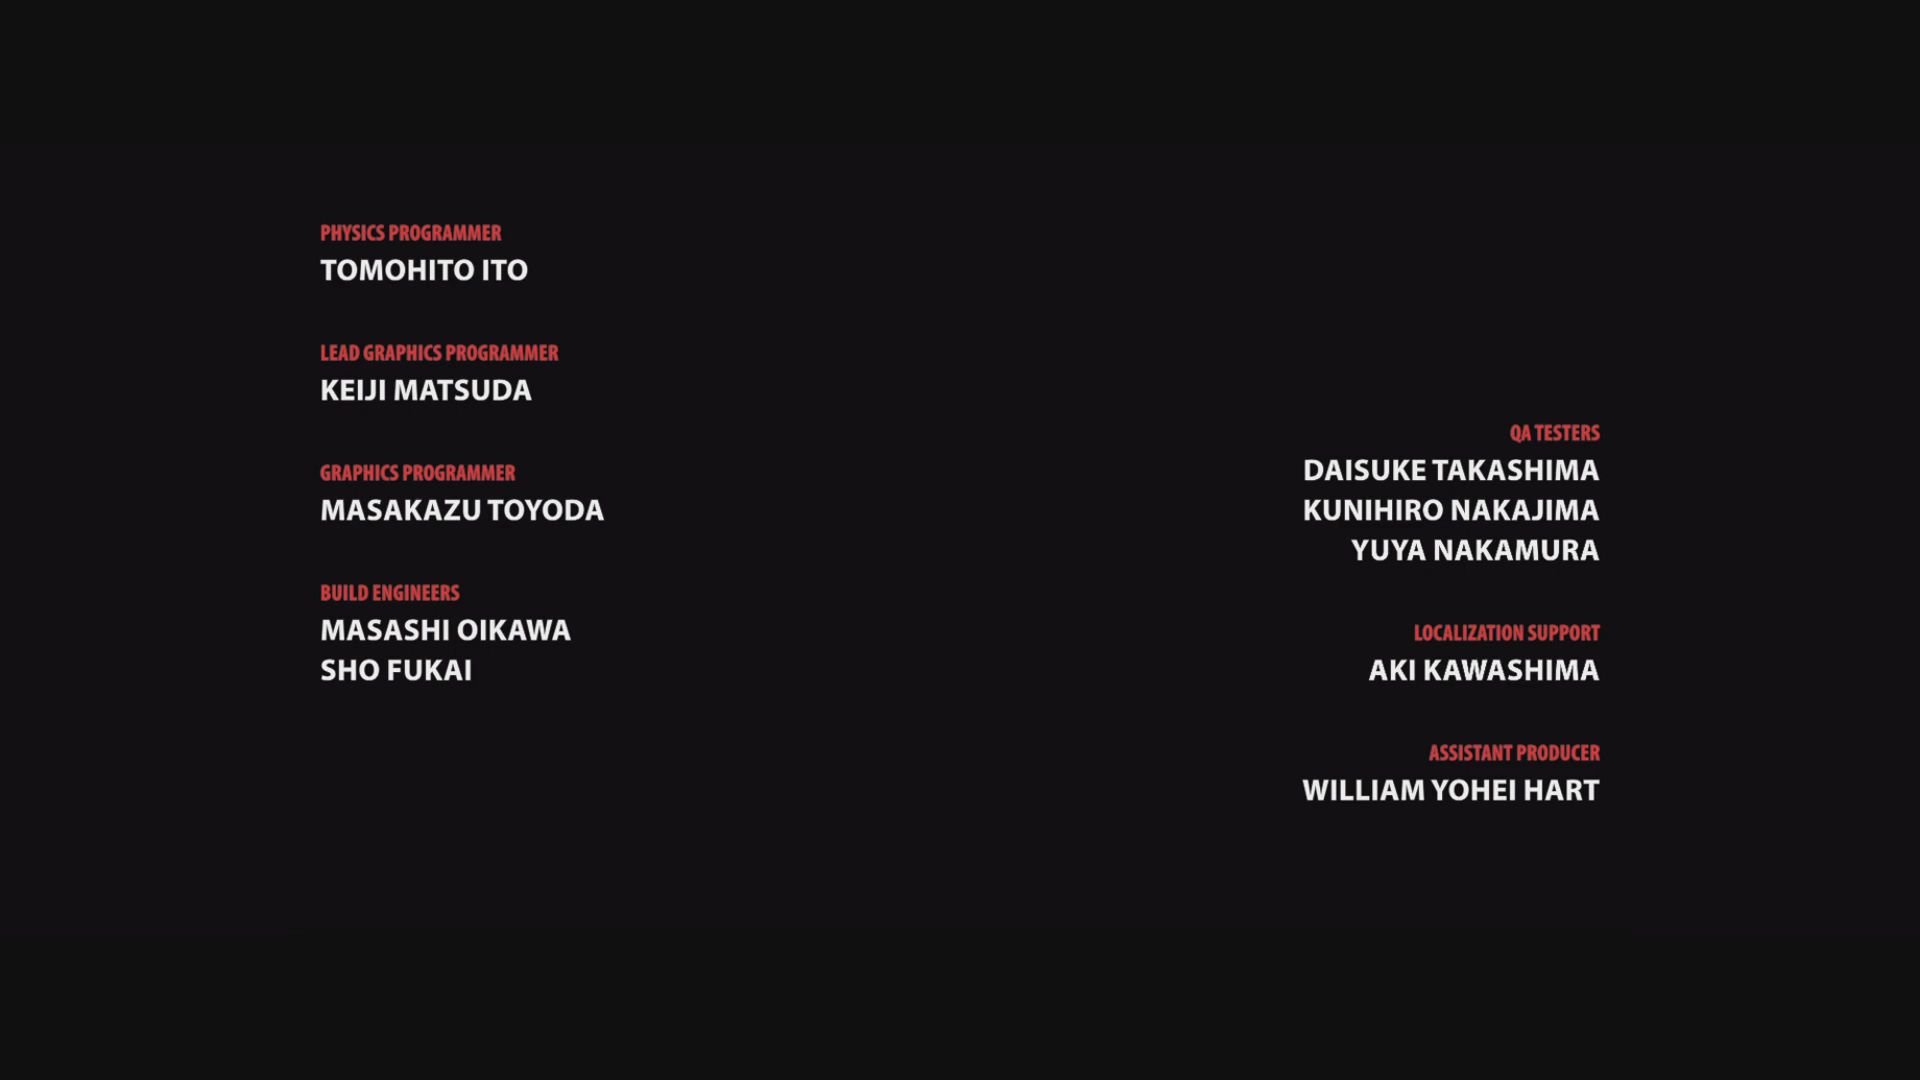 PHYSICS PROGRAMMER
TOMOHITO ITO
LEAD GRAPHICS PROGRAMMER
KEIJI MATSUDA
GRAPHICS PROGRAMMER
MASAKAZU TOYODA
BUILD ENGINEERS
MASASHI OIKAWA
SHO FUKAI
QA TESTERS
DAISUKE TAKASHIMA
KUNIHIRO NAKAJIMA
YUYA NAKAMURA
LOCALIZATION SUPPORT
AKI KAWASHIMA
ASSISTANT PRODUCER
WILLIAM YOHEI HART